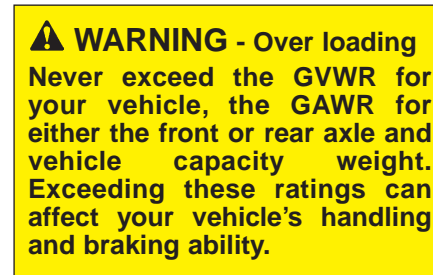 WARNING - Over loading
Never exceed the GVWR for
your vehicle, the GAWR for
either the front or rear axle and
vehicle capacity weight.
Exceeding these ratings can
affect your vehicle's handling
and braking ability.